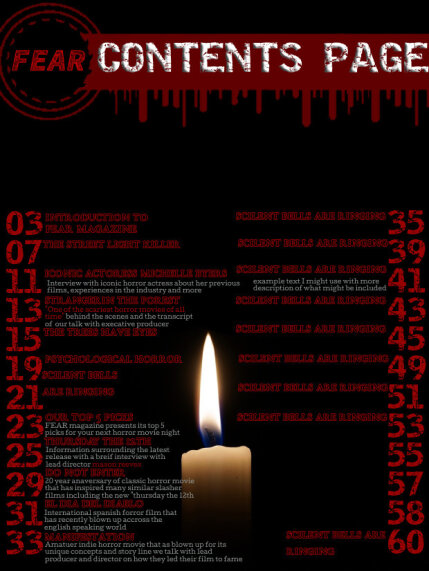 FEAR CONTENTS PAGE
03 INTRODUCTION TO
FEAR MAGAZINE
07 THE STREET LIGHT KILLER
11 ICONIC ACTORESS MICHELLE BYERS
Interview with iconic horror actress about her previous
films, experiences in the industry and more
13 STRANGER IN THE FOREST
"One of the scariest horror movies of all
time" behind the scenes and the transcript
of our talk with executive producer
15 THE TREES HAVE EYES
19 PSYCHOLOGICAL HORROR
SCILENT BELLS
21 ARE RINGING
23 OUR TOP 5 PICKS
FEAR magazine presents its top 5
picks for your next horror movie night
25 THURSDAY THE 12TH
Information surrounding the latest
release with a breif interview with
lead director mason reeves
29 DO NOT ENTER
20 year anaversary of classic horror movie
that has inspired many similar slasher
films including the new "thursday the 12th
31 EL DIA DEL DIABLO
International spanish horror film that
has recently blown up accross the
english speaking world
33 MANIFESTATION
Amatuer indie horror movie that as blown up for its
unique concepts and story line we talk with lead
producer and director on how they led their film to fame
SCILENT BELLS ARE RINGING 35
SCILENT BELLS ARE RINGING 39
SCILENT BELLS ARE RINGING 41
example text I might use with more
description of what might be included
SCILENT BELLS ARE RINGING 43
SCILENT BELLS ARE RINGING 45
SCILENT BELLS ARE RINGING 49
SCILENT BELLS ARE RINGING 51
SCILENT BELLS ARE RINGING 53
55
57
58
SCILENT BELLS ARE
RINGING 60